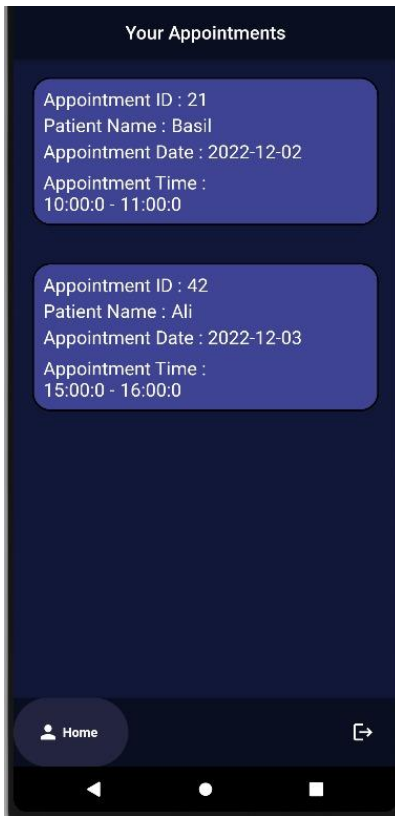 Your Appointments
Appointment ID : 21
Patient Name : Basil
Appointment Date : 2022-12-02
Appointment Time :
10:00:0 - 11:00:0
Appointment ID : 42
Patient Name : Ali
Appointment Date : 2022-12-03
Appointment Time :
15:00:0 - 16:00:0
Home